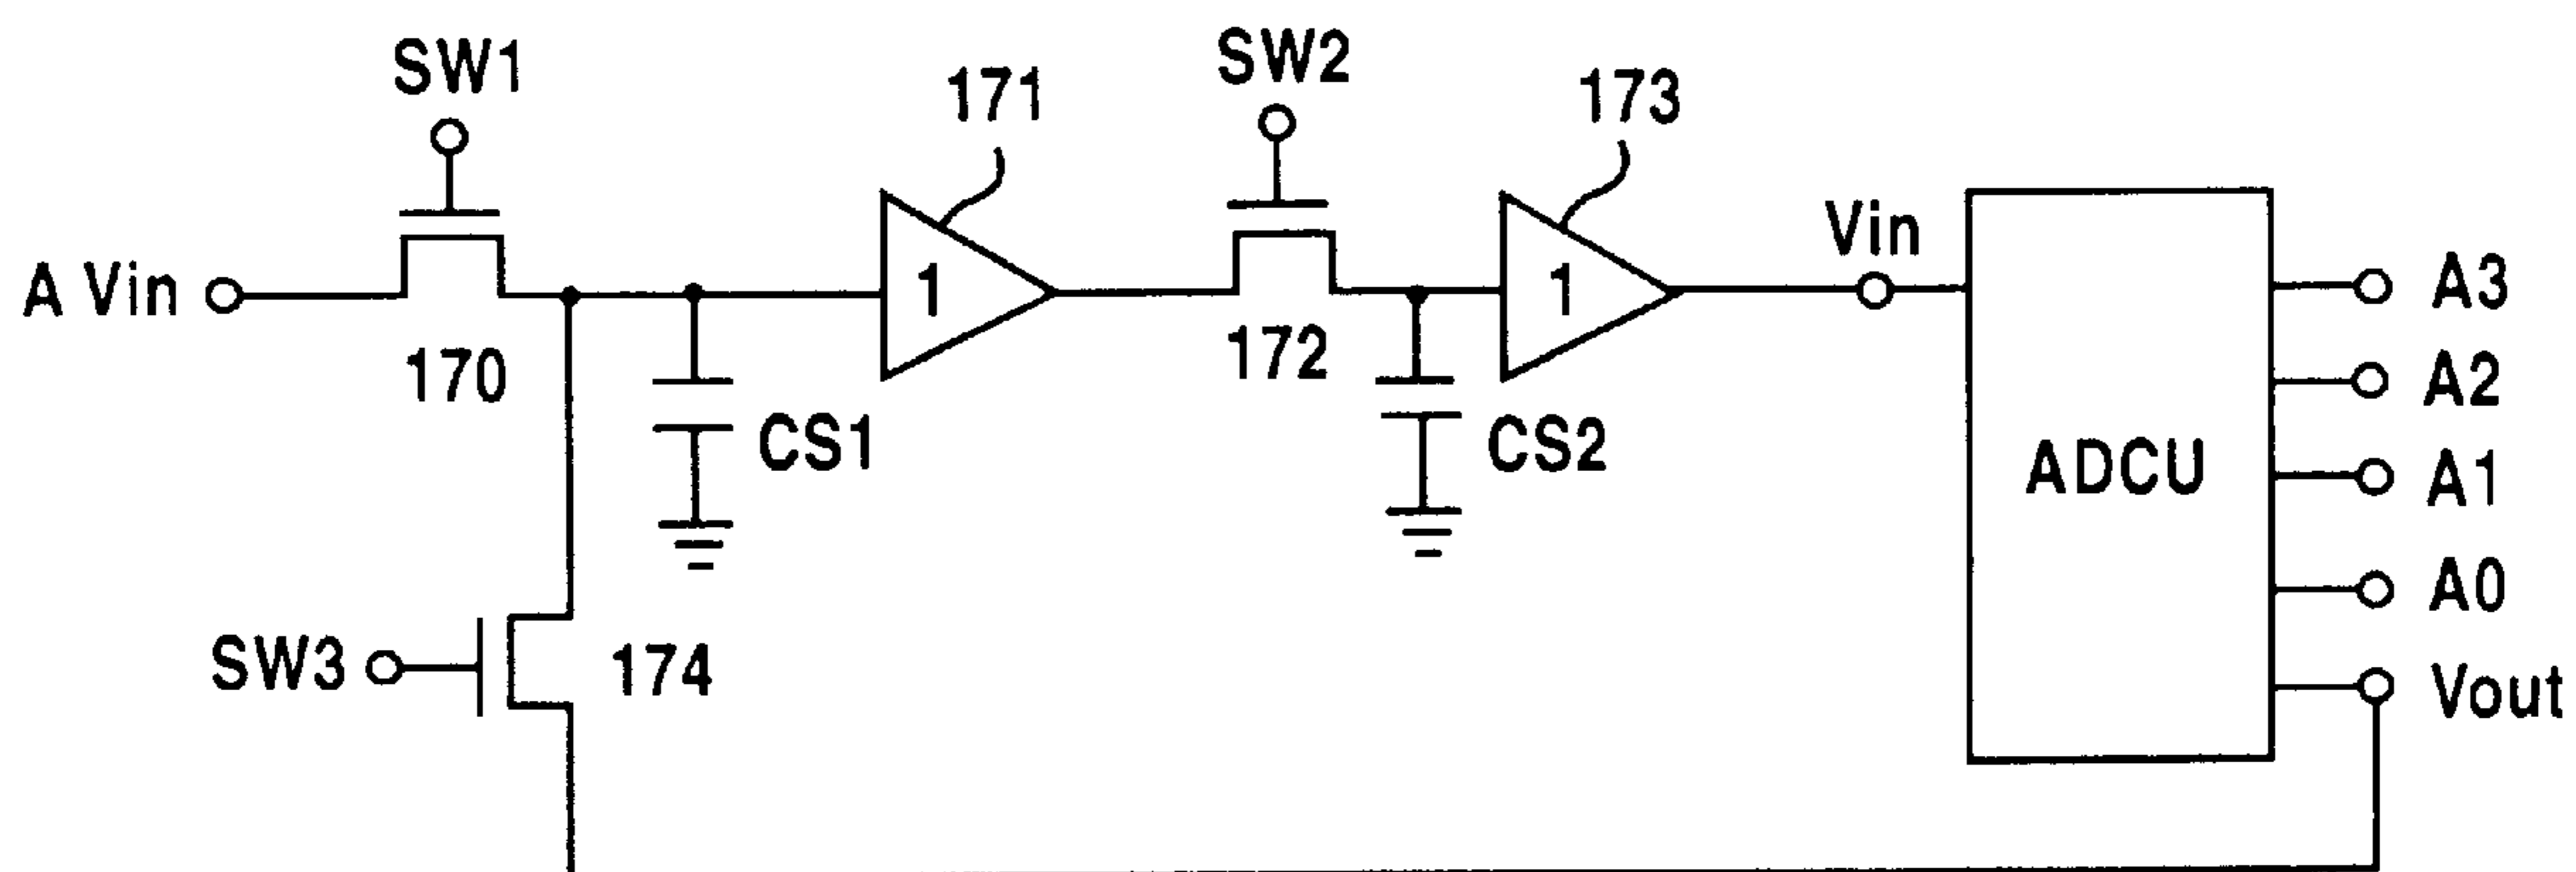 SW1
171
SW2
173
Vin
A Vin
1
1
A3
170
172
A2
CS1
CS2
ADCU
A1
A0
SW3
174
Vout